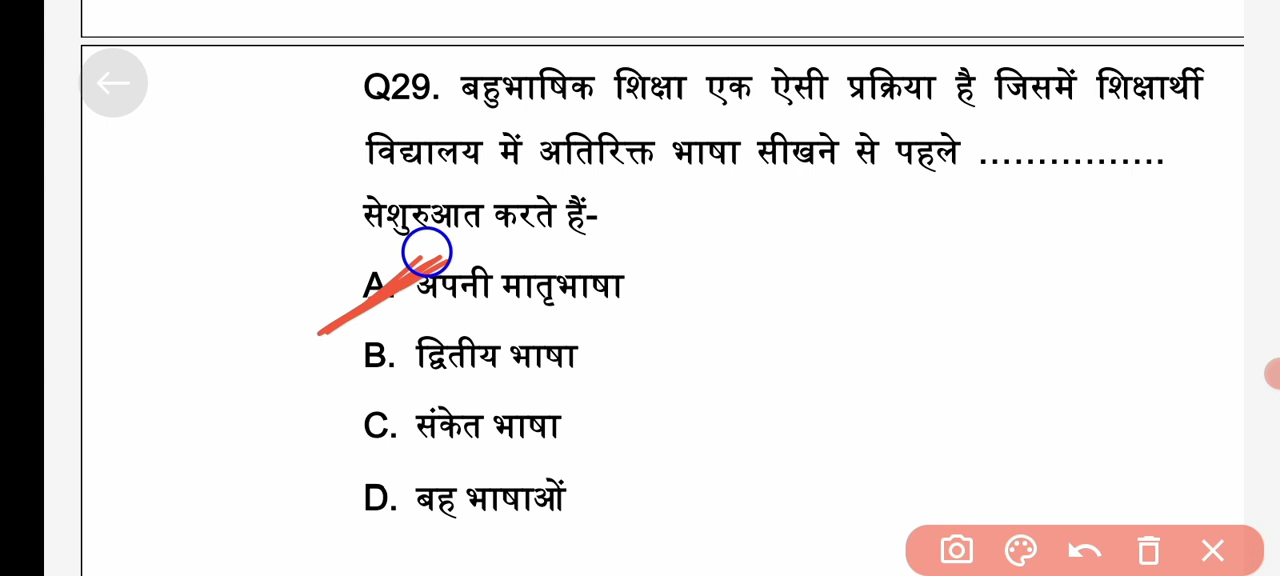 Q29. बहुभाषिक शिक्षा एक ऐसी प्रक्रिया है जिसमें शिक्षार्थी
विद्यालय में अतिरिक्त भाषा सीखने से पहले ................
सेशुरुआत करते हैं-
A. अपनी मातृभाषा
B. द्वितीय भाषा
C. संकेत भाषा
D. बह भाषाओं